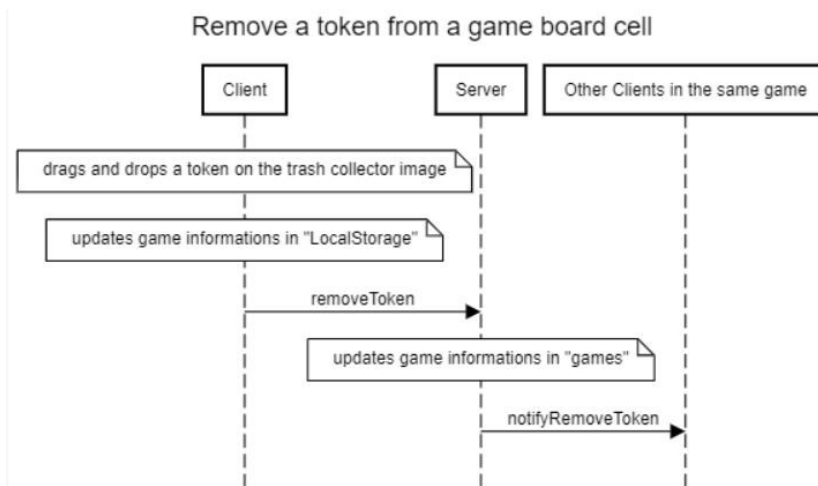 Remove a token from a game board cell
Client
Server
Other Clients in the same game
drags and drops a token on the trash collector image
updates game informations in "LocalStorage"
removeToken
updates game informations in "games"
notifyRemoveToken